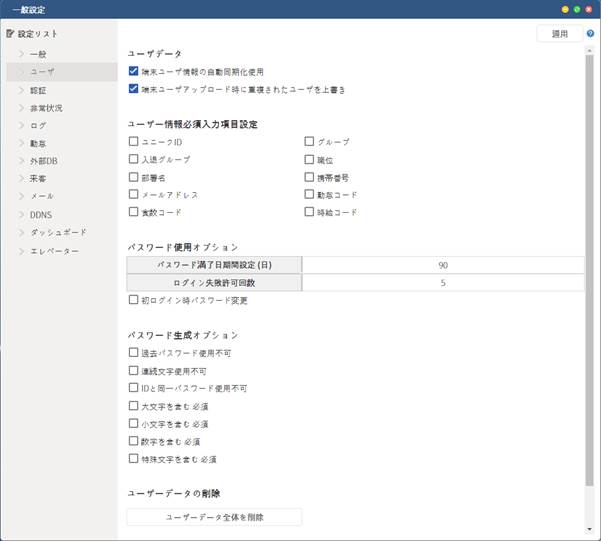 一般設定
設定リスト
適用
一般
ユーザ
認証
非常状況
ログ
勤怠
外部DB
来客
メール
DDNS
ダッシュボード
エレベーター
ユーザデータ
端末ユーザ情報の自動同期化使用
端末ユーザアップロード時に重複されたユーザを上書き
ユーザー情報必須入力項目設定
ユニークID
グループ
入退グループ
職位
部署名
携帯番号
メールアドレス
勤怠コード
食数コード
時給コード
パスワード使用オプション
パスワード満了日期間設定 (日) 90
ログイン失敗許可回数 5
初ログイン時パスワード変更
パスワード生成オプション
過去パスワード使用不可
連続文字使用不可
IDと同一パスワード使用不可
大文字を含む 必須
小文字を含む 必須
数字を含む 必須
特殊文字を含む 必須
ユーザーデータの削除
ユーザーデータ全体を削除